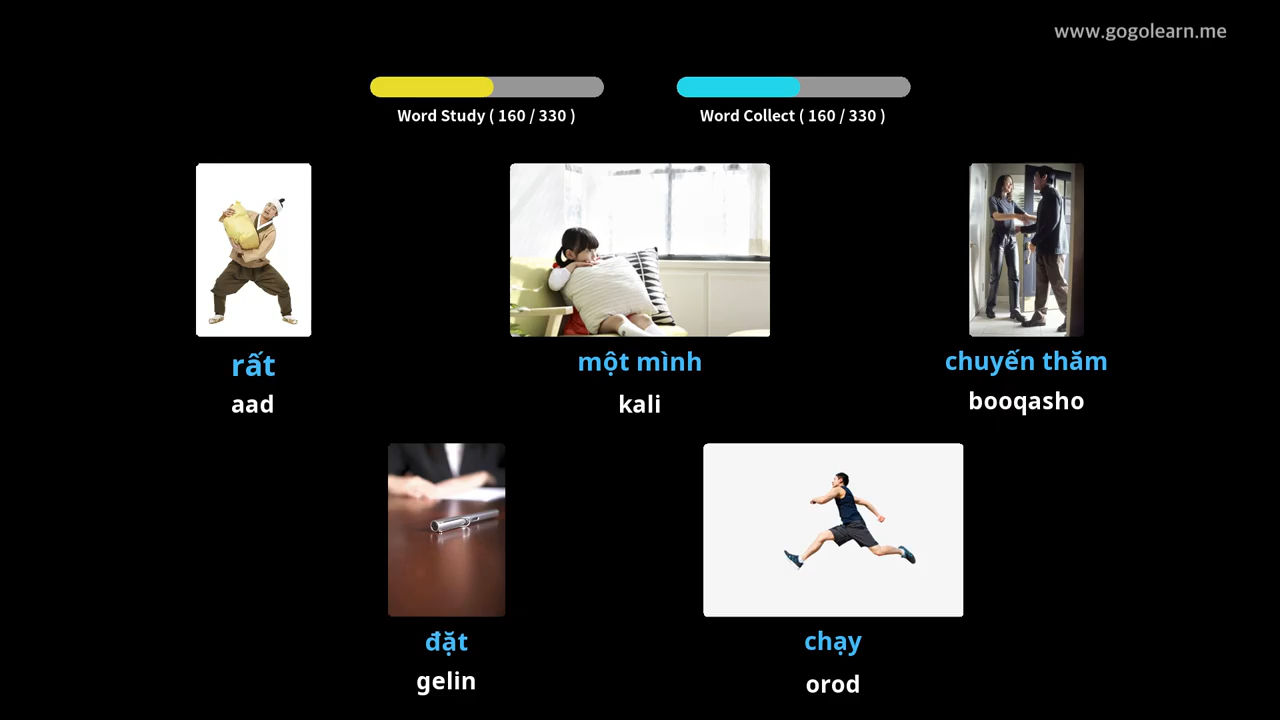 www.gogolearn.me
Word Study ( 160 / 330 )
Word Collect ( 160 / 330 )
rất
aad
một mình
kali
chuyến thăm
booqasho
đặt
gelin
chạy
orod